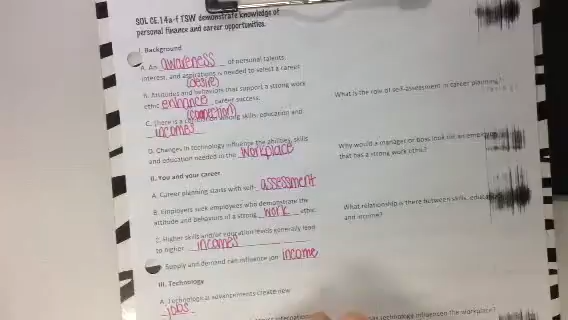 SOL CE.14a-f TSW demonstrate knowledge of
personal finance and career opportunities.
I. Background
A. An awareness of personal talents,
interest, and aspirations is needed to select a career
(desire)
B. Attitudes and behaviors that support a strong work
ethic enhance career success.
(connection)
C. There is a among skills, education and
incomes
D. Changes in technology influence the abilities, skills
and education needed in the workplace
II. You and your career
A. Career planning starts with self- assessment
B. Employers seek employees who demonstrate the
attitude and behaviors of a strong work ethic
C. Higher skills and/or education levels generally lead
to higher incomes
Supply and demand can influence job income
III. Technology
A. Technological advancements create new
jobs
What is the role of self-assessment in career planning?
Why would a manager or boss look for an
that has a strong work ethic?
What relationship is there between skills, education
and income?
has technology influenced the workplace?